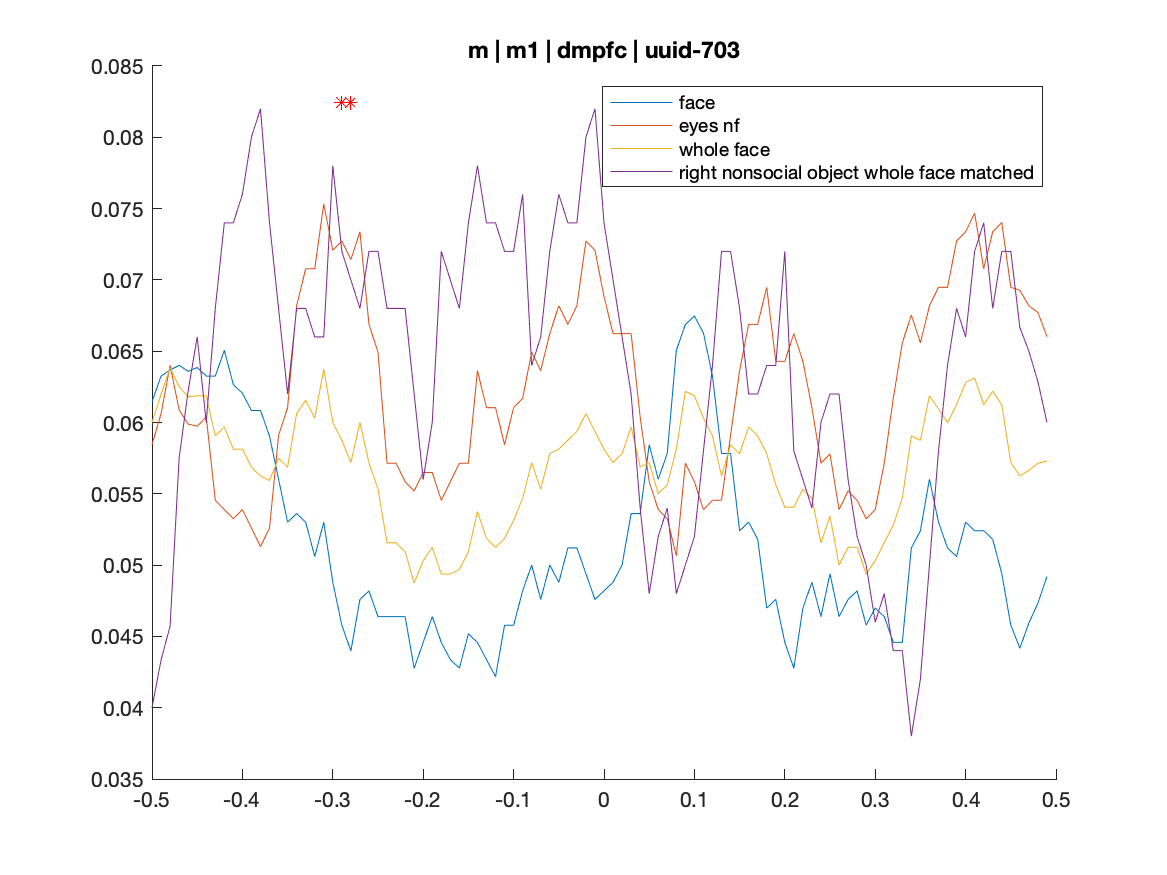 m | m1 | dmpfc | uuid-703
0.085
0.08
0.075
0.07
0.065
0.06
0.055
0.05
0.045
0.04
0.035
face
eyes nf
whole face
right nonsocial object whole face matched
-0.5 -0.4 -0.3 -0.2 -0.1 0 0.1 0.2 0.3 0.4 0.5